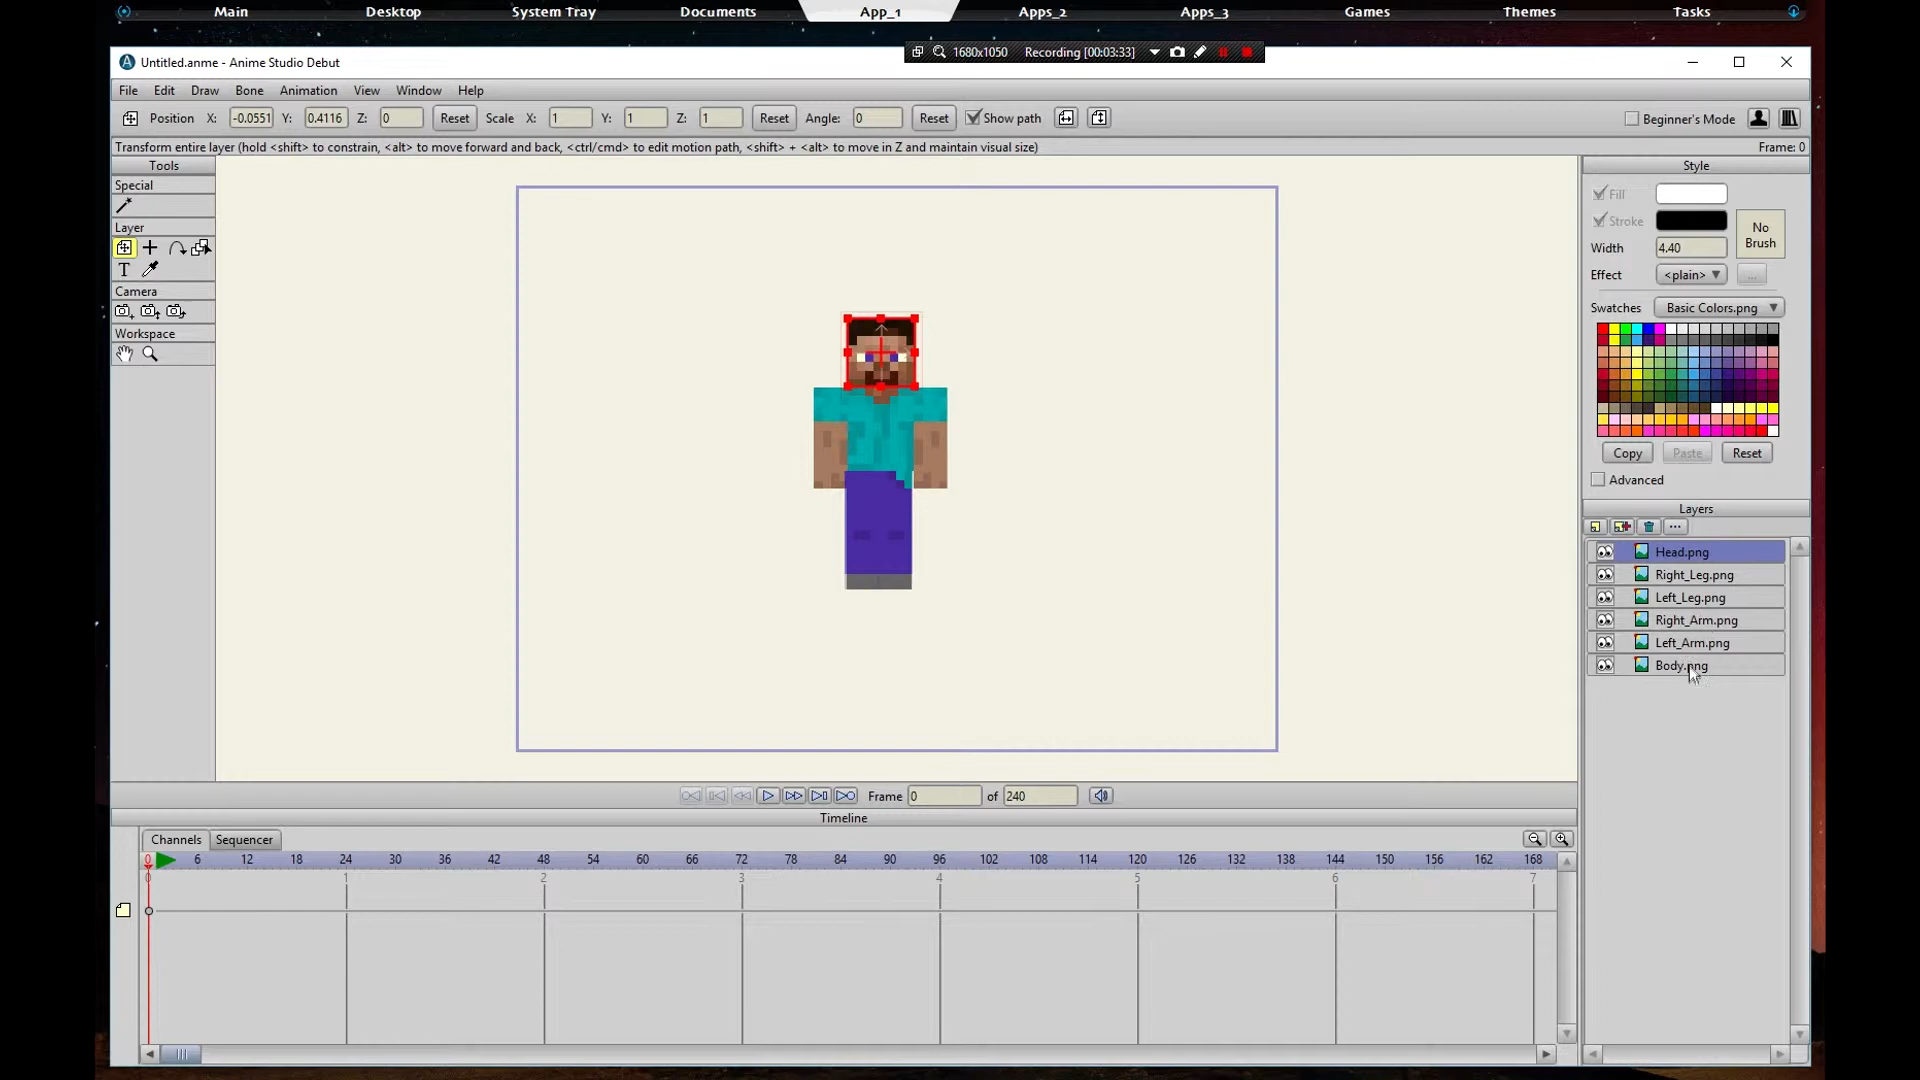 Main Desktop System Tray Documents App_1 Apps_2 Apps_3 Games Themes Tasks
1680x1050 Recording [00:03:33]
Untitled.anme - Anime Studio Debut
File Edit Draw Bone Animation View Window Help
Position X: -0.0551 Y: 0.4116 Z: 0 Reset Scale X: 1 Y: 1 Z: 1 Reset Angle: 0 Reset Show path Beginner's Mode
Transform entire layer (hold <shift> to constrain, <alt> to move forward and back, <ctrl/cmd> to edit motion path, <shift> + <alt> to move in Z and maintain visual size) Frame: 0
Tools
Special
Layer
T
Camera
Workspace
Style
Fill
Stroke
No Brush
Width 4.40
Effect <plain> ...
Swatches Basic Colors.png
Copy Paste Reset
Advanced
Layers
...
Head.png
Right_Leg.png
Left_Leg.png
Right_Arm.png
Left_Arm.png
Body.png
Frame 0 of 240
Timeline
Channels Sequencer
0 6 12 18 24 30 36 42 48 54 60 66 72 78 84 90 96 102 108 114 120 126 132 138 144 150 156 162 168
0 1 2 3 4 5 6 7